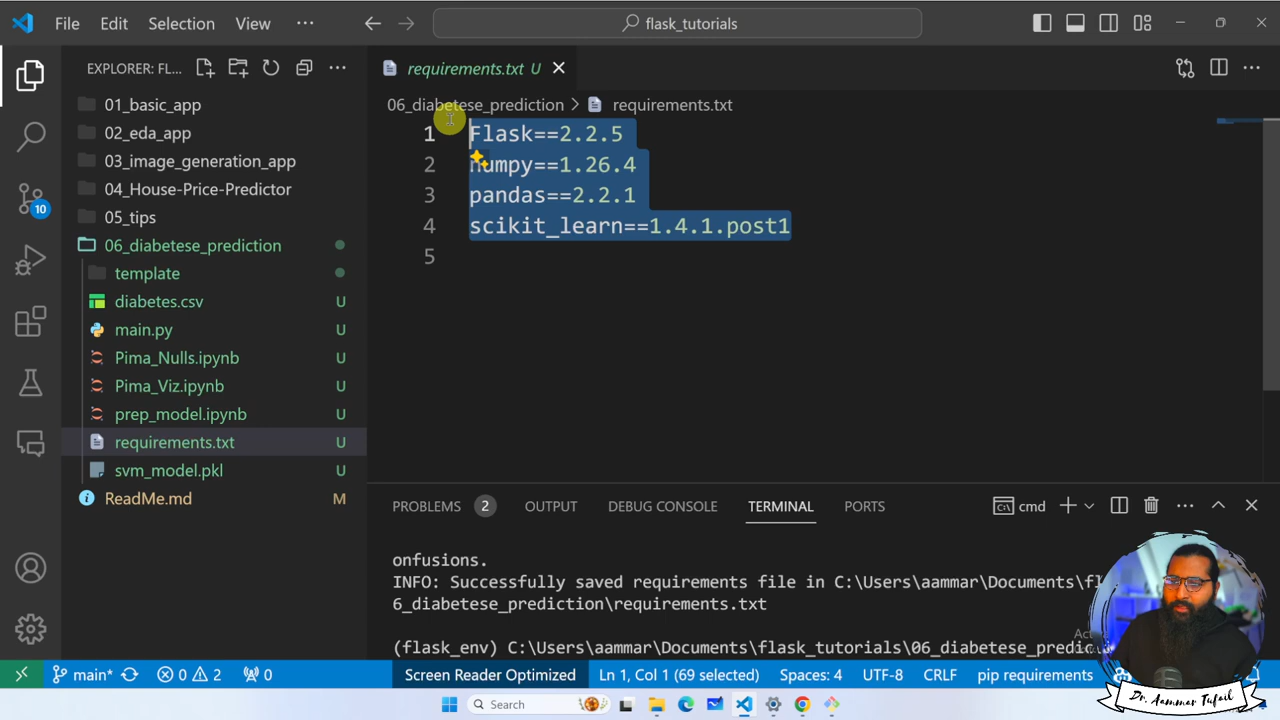 File Edit Selection View ··· flask_tutorials
EXPLORER: FL...
01_basic_app
02_eda_app
03_image_generation_app
04_House-Price-Predictor
05_tips
06_diabetese_prediction
template
diabetes.csv U
main.py U
Pima_Nulls.ipynb U
Pima_Viz.ipynb U
prep_model.ipynb U
requirements.txt U
svm_model.pkl U
ReadMe.md M
10
requirements.txt U
06_diabetese_prediction > requirements.txt
1 Flask==2.2.5
2 numpy==1.26.4
3 pandas==2.2.1
4 scikit_learn==1.4.1.post1
5
PROBLEMS 2 OUTPUT DEBUG CONSOLE TERMINAL PORTS cmd
onfusions.
INFO: Successfully saved requirements file in C:\Users\aammar\Documents\fl
6_diabetese_prediction\requirements.txt
(flask_env) C:\Users\aammar\Documents\flask_tutorials\06_diabetese_predic
main* 0 2 0 Screen Reader Optimized Ln 1, Col 1 (69 selected) Spaces: 4 UTF-8 CRLF pip requirements
Search
Dr. Aammar Tufail